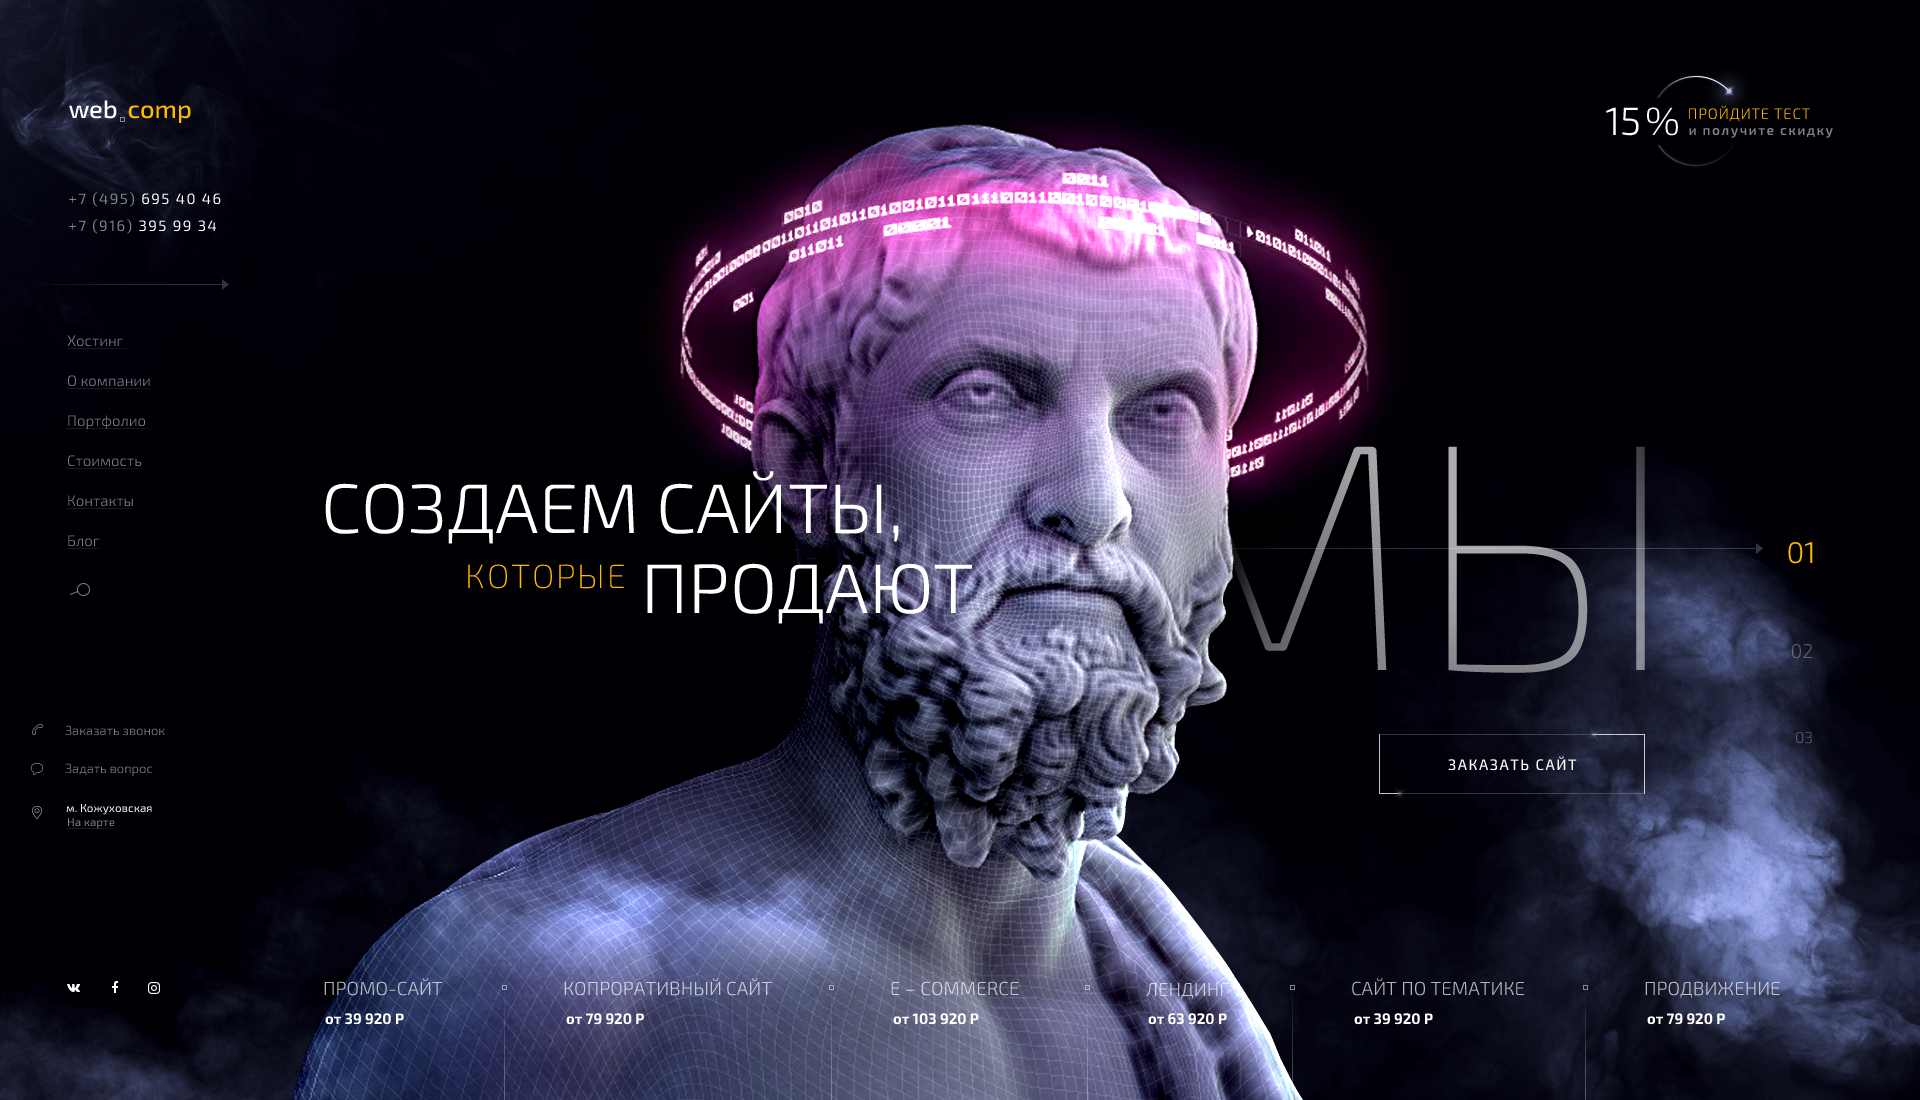 web.comp
15% ПРОЙДИТЕ ТЕСТ
и получите скидку
+7 (495) 695 40 46
+7 (916) 395 99 34
Хостинг
О компании
Портфолио
Стоимость
Контакты
Блог
МЫ
СОЗДАЕМ САЙТЫ,
КОТОРЫЕ ПРОДАЮТ
01
02
03
ЗАКАЗАТЬ САЙТ
Заказать звонок
Задать вопрос
м. Кожуховская
На карте
ПРОМО-САЙТ
от 39 920 Р
КОПРОРАТИВНЫЙ САЙТ
от 79 920 Р
E – COMMERCE
от 103 920 Р
ЛЕНДИНГ
от 63 920 Р
САЙТ ПО ТЕМАТИКЕ
от 39 920 Р
ПРОДВИЖЕНИЕ
от 79 920 Р